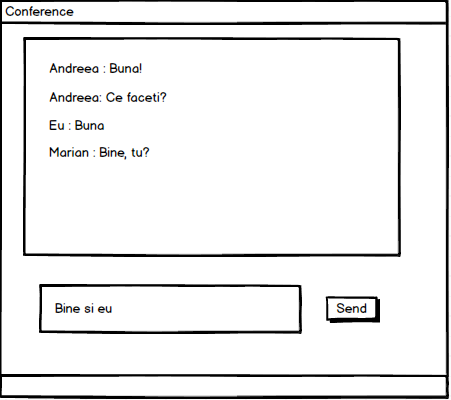 Conference
Andreea : Buna!
Andreea: Ce faceti?
Eu : Buna
Marian : Bine, tu?
Bine si eu
Send